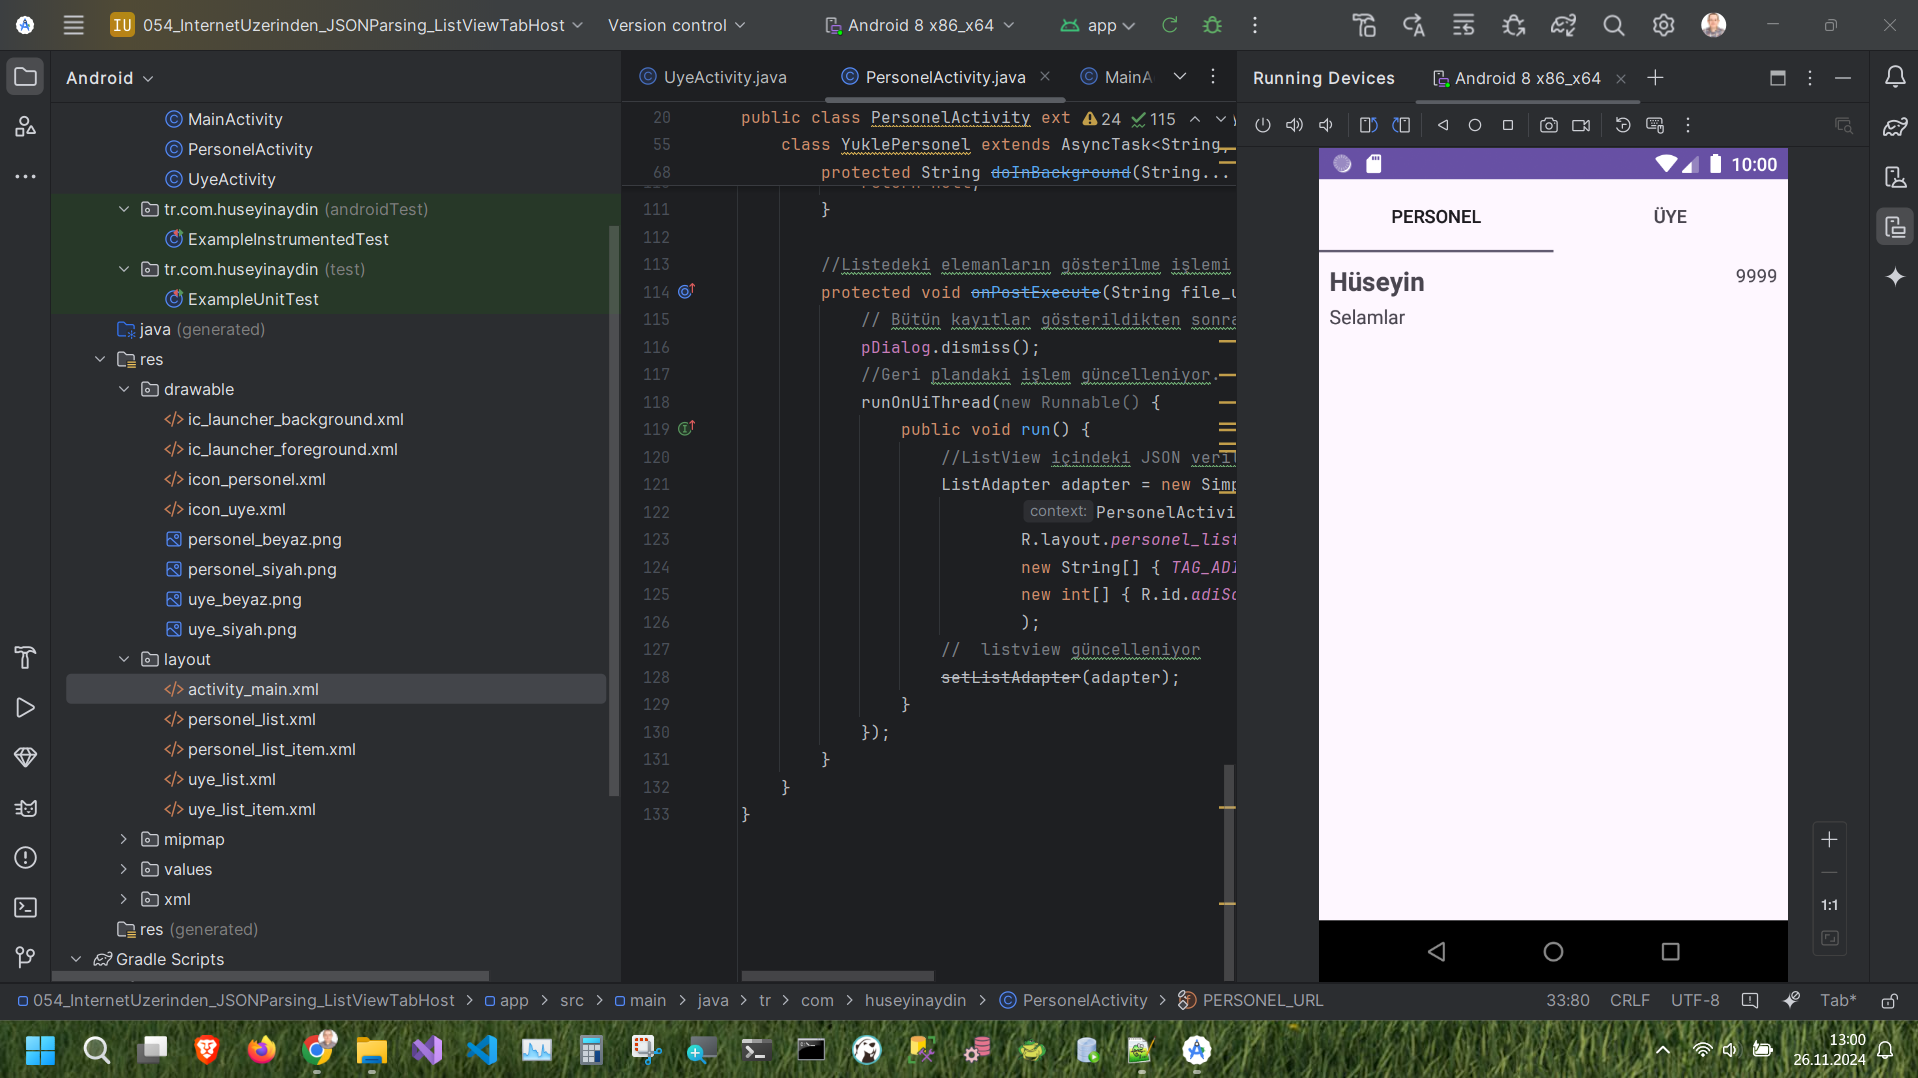 IU 054_InternetUzerinden_JSONParsing_ListViewTabHost Version control Android 8 x86_x64 app
Android
MainActivity
PersonelActivity
UyeActivity
tr.com.huseyinaydin (androidTest)
ExampleInstrumentedTest
tr.com.huseyinaydin (test)
ExampleUnitTest
java (generated)
res
drawable
ic_launcher_background.xml
ic_launcher_foreground.xml
icon_personel.xml
icon_uye.xml
personel_beyaz.png
personel_siyah.png
uye_beyaz.png
uye_siyah.png
layout
activity_main.xml
personel_list.xml
personel_list_item.xml
uye_list.xml
uye_list_item.xml
mipmap
values
xml
res (generated)
Gradle Scripts
UyeActivity.java PersonelActivity.java MainA
24 115
20 public class PersonelActivity ext
55 class YuklePersonel extends AsyncTask<String,
68 protected String doInBackground(String...
111 }
112
113 //Listedeki elemanların gösterilme işlemi
114 protected void onPostExecute(String file_u
115 // Bütün kayıtlar gösterildikten sonra
116 pDialog.dismiss();
117 //Geri plandaki işlem güncelleniyor.
118 runOnUiThread(new Runnable() {
119 public void run() {
120 //ListView içindeki JSON veril
121 ListAdapter adapter = new Simp
122 context: PersonelActivi
123 R.layout.personel_list
124 new String[] { TAG_ADI
125 new int[] { R.id.adiSo
126 );
127 // listview güncelleniyor
128 setListAdapter(adapter);
129 }
130 });
131 }
132 }
133 }
Running Devices Android 8 x86_x64
10:00
PERSONEL ÜYE
Hüseyin 9999
Selamlar
1:1
054_InternetUzerinden_JSONParsing_ListViewTabHost > app > src > main > java > tr > com > huseyinaydin > PersonelActivity > PERSONEL_URL 33:80 CRLF UTF-8 Tab*
13:00
26.11.2024